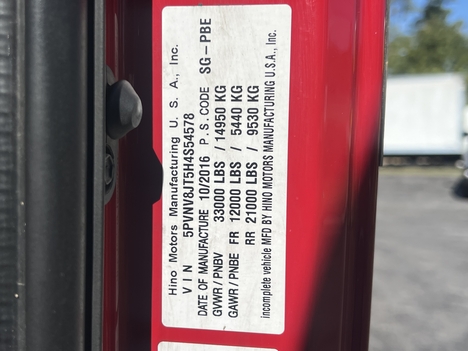 Hino Motors Manufacturing U. S. A., Inc.
V I N 5PVNV8JT5H4S54578
DATE OF MANUFACTURE 10/2016 P. S. CODE SG-PBE
GVWR / PNBV 33000 LBS / 14950 KG
GAWR / PNBE FR 12000 LBS / 5440 KG
RR 21000 LBS / 9530 KG
incomplete vehicle MFD BY HINO MOTORS MANUFACTURING U.S.A., INC.